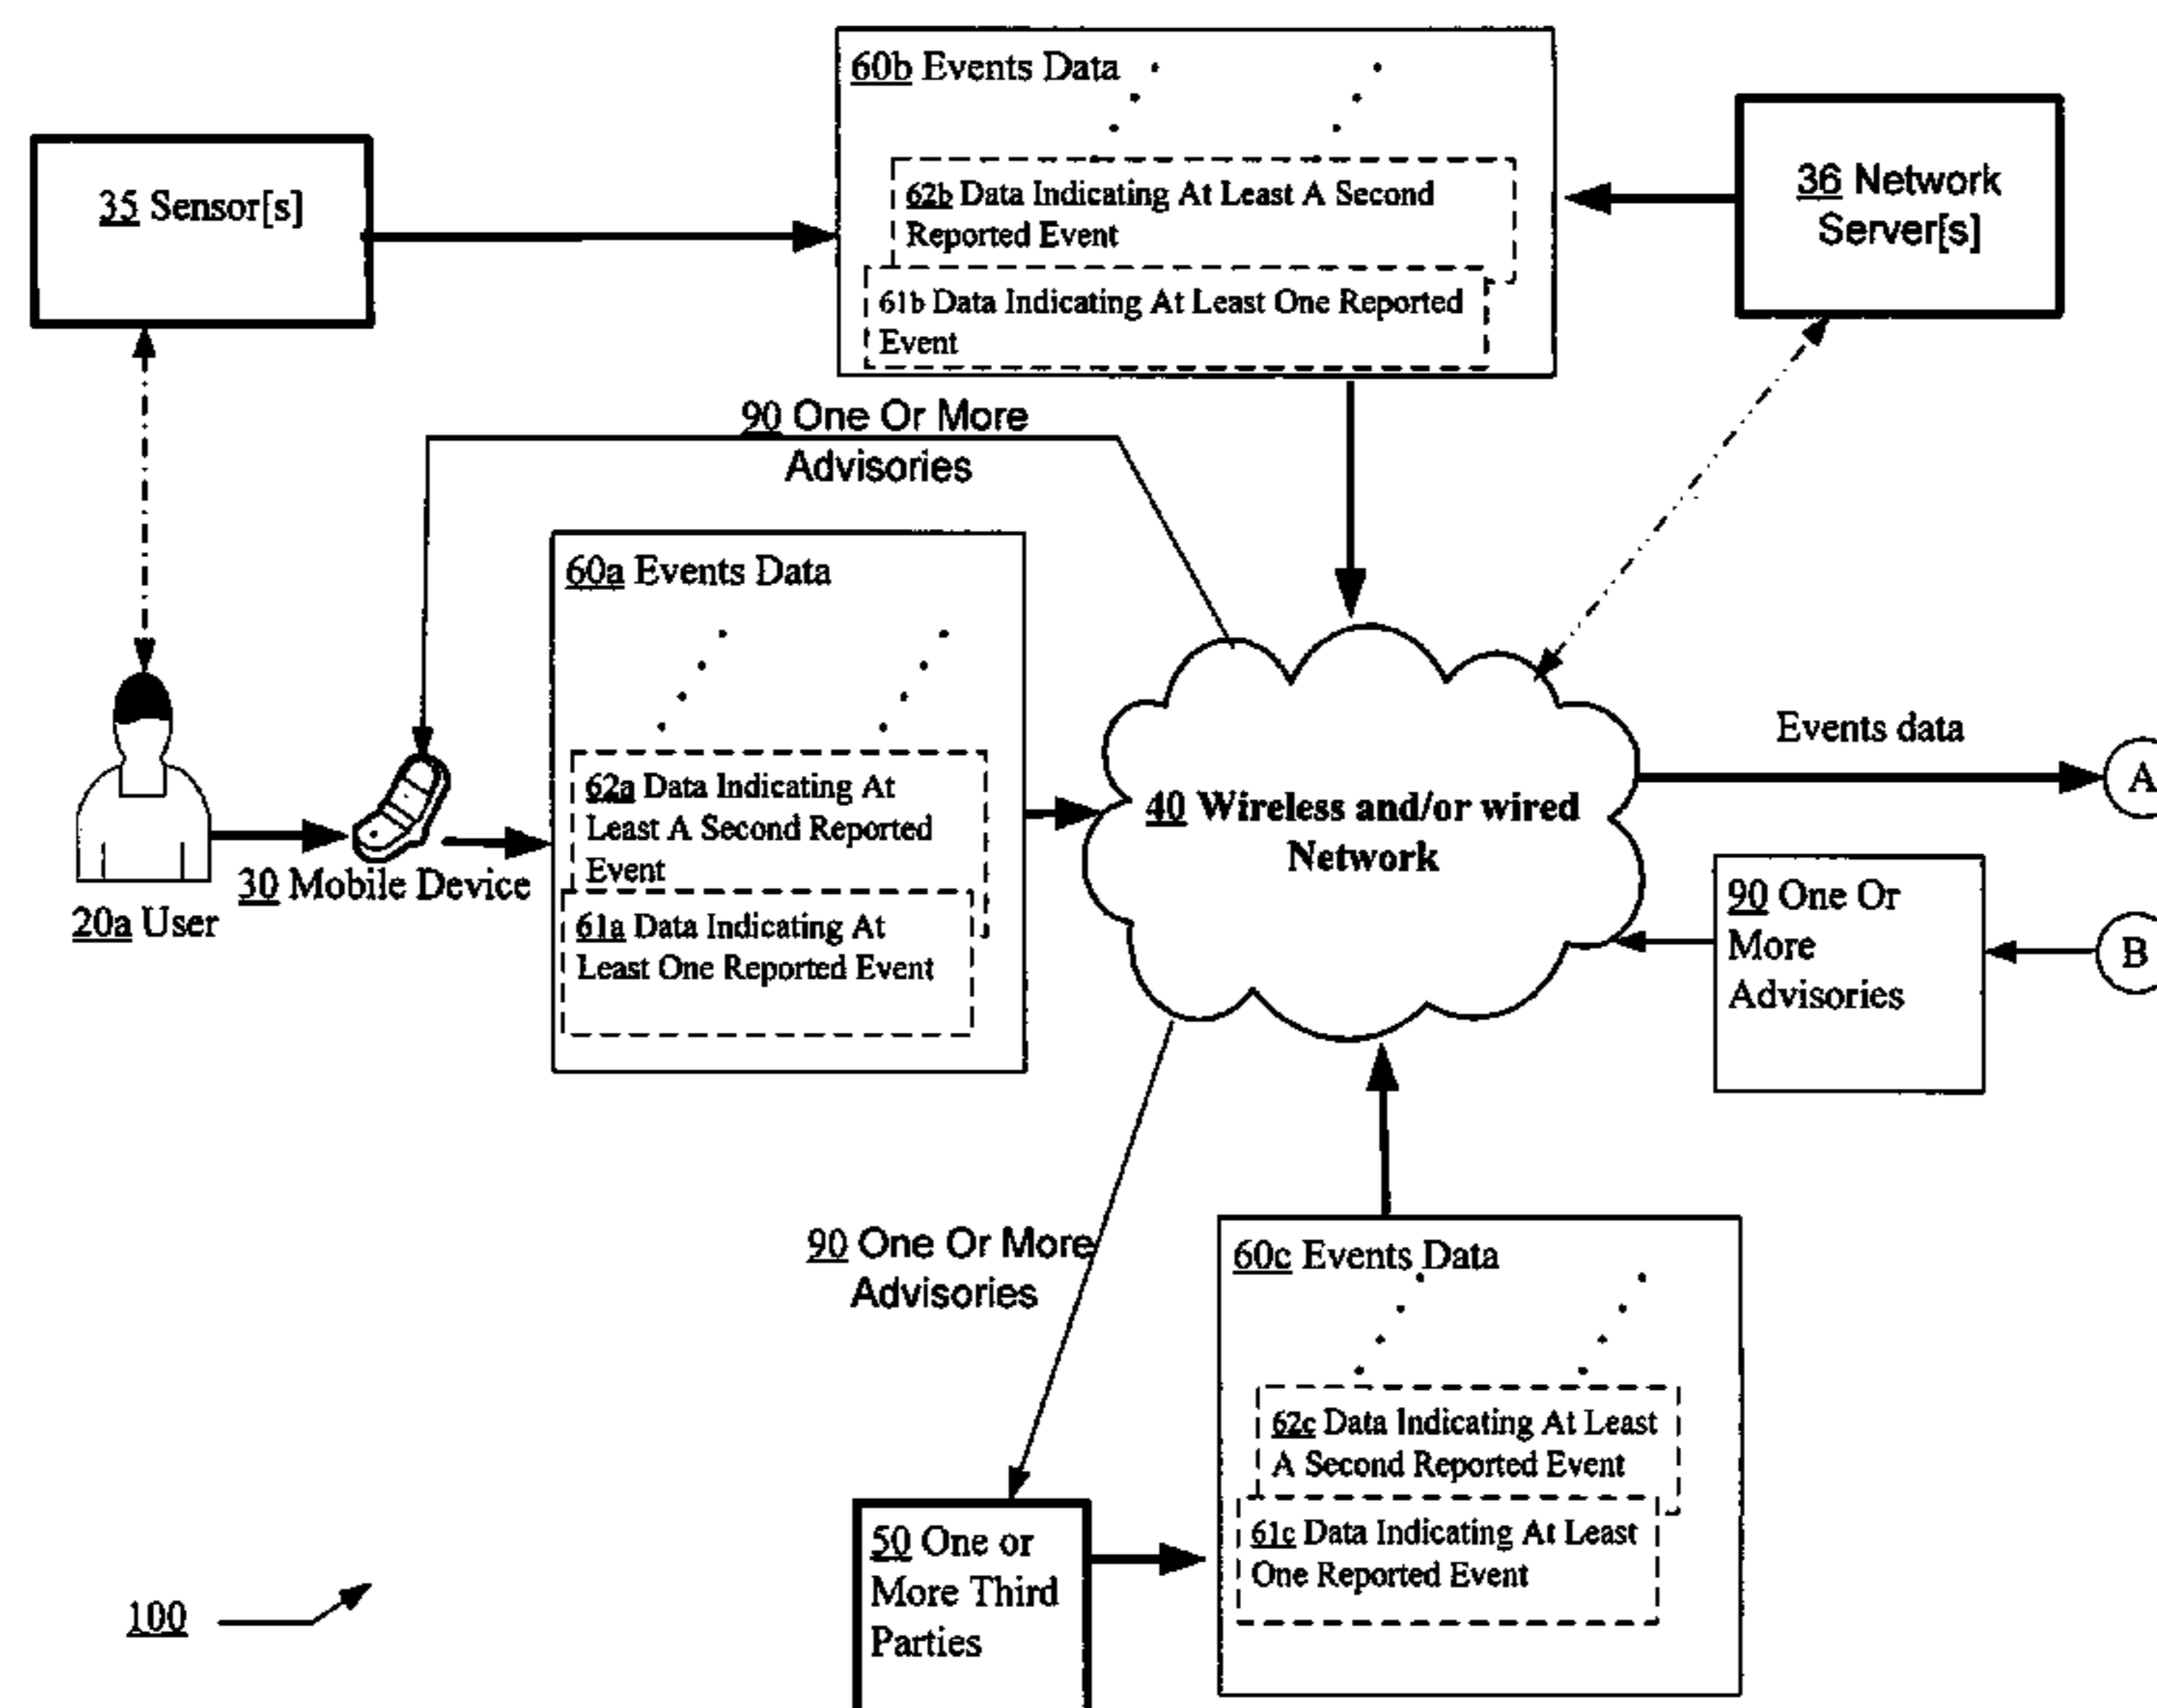 60b Events Data
35 Sensor[s]
62b Data Indicating At Least A Second
Reported Event
61b Data Indicating At Least One Reported
Event
36 Network
Server[s]
90 One Or More
Advisories
60a Events Data
62a Data Indicating At
Least A Second Reported
Event
61a Data Indicating At
Least One Reported Event
30 Mobile Device
20a User
40 Wireless and/or wired
Network
Events data
A
90 One Or
More
Advisories
B
90 One Or More
Advisories
60c Events Data
62c Data Indicating At Least
A Second Reported Event
61c Data Indicating At Least
One Reported Event
50 One or
More Third
Parties
100